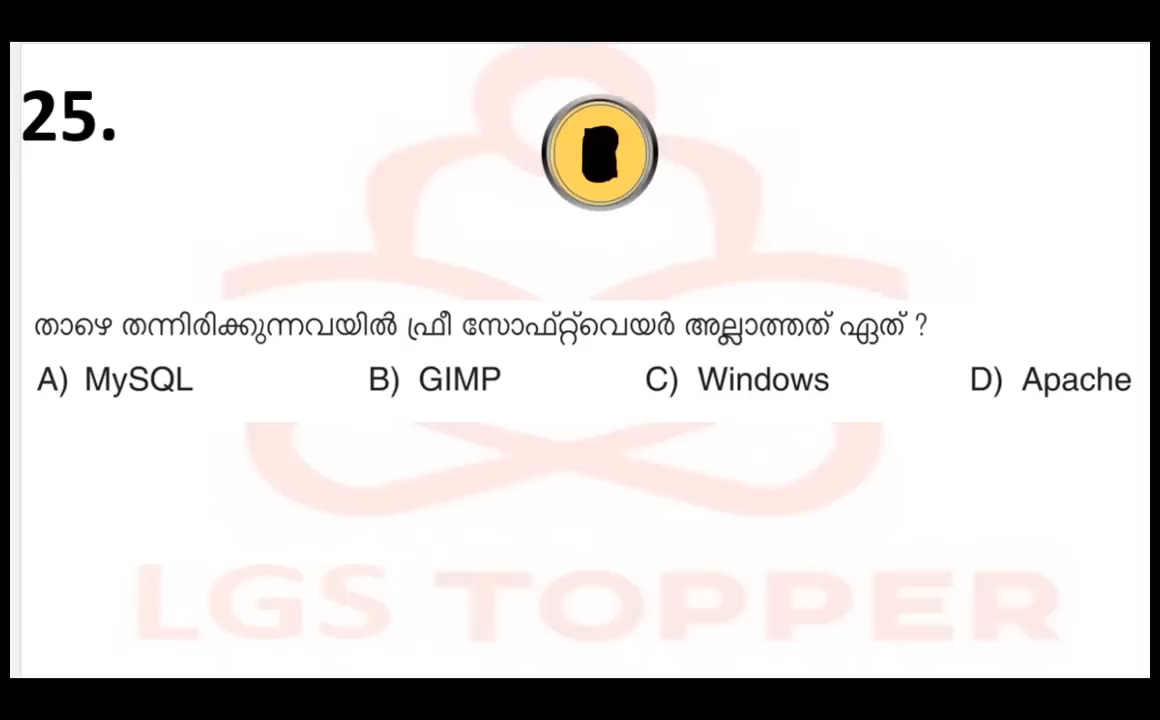 25.
താഴെ തന്നിരിക്കുന്നവയിൽ ഫ്രീ സോഫ്റ്റ്‌വെയർ അല്ലാത്തത് ഏത് ?
A) MySQL B) GIMP C) Windows D) Apache
LGS TOPPER